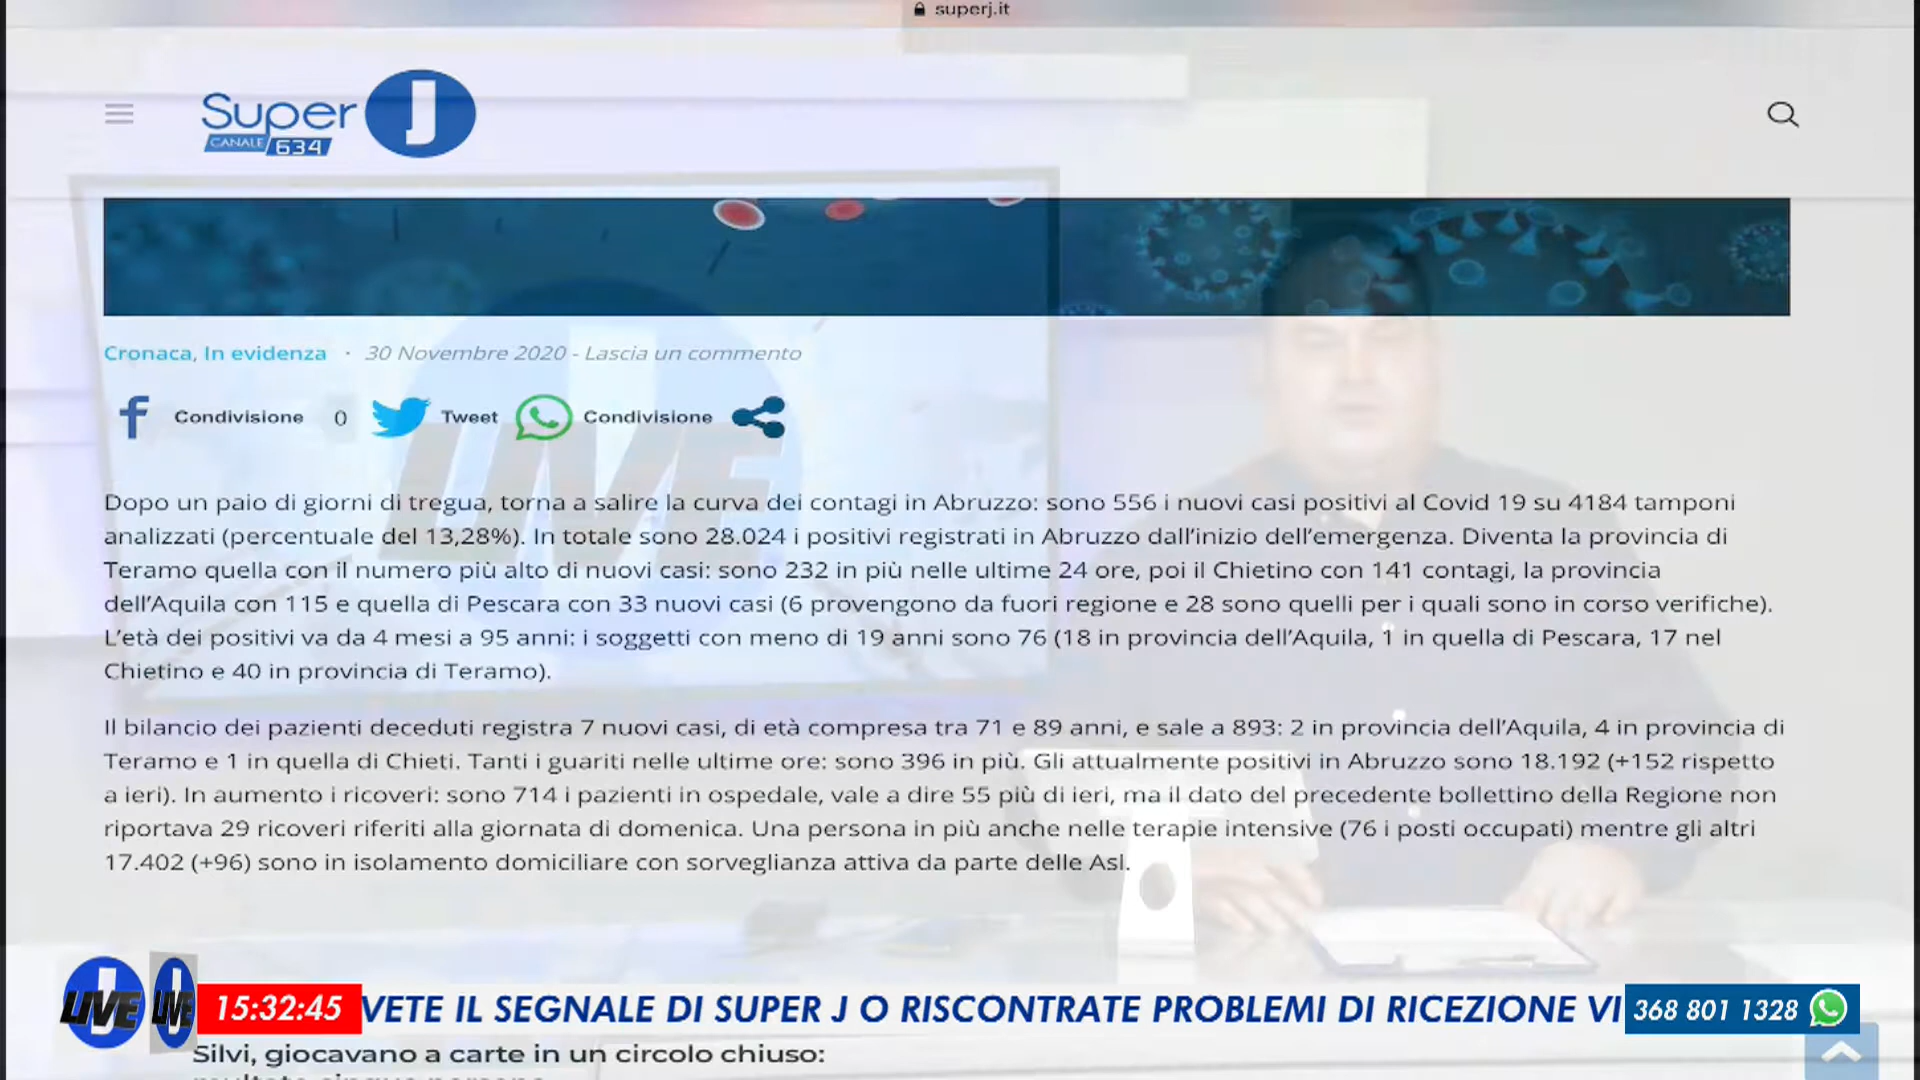 superj.it
Super J
CANALE 634
Cronaca, In evidenza · 30 Novembre 2020 - Lascia un commento
Condivisione 0 Tweet Condivisione
LIVE
Dopo un paio di giorni di tregua, torna a salire la curva dei contagi in Abruzzo: sono 556 i nuovi casi positivi al Covid 19 su 4184 tamponi
analizzati (percentuale del 13,28%). In totale sono 28.024 i positivi registrati in Abruzzo dall'inizio dell'emergenza. Diventa la provincia di
Teramo quella con il numero più alto di nuovi casi: sono 232 in più nelle ultime 24 ore, poi il Chietino con 141 contagi, la provincia
dell'Aquila con 115 e quella di Pescara con 33 nuovi casi (6 provengono da fuori regione e 28 sono quelli per i quali sono in corso verifiche).
L'età dei positivi va da 4 mesi a 95 anni: i soggetti con meno di 19 anni sono 76 (18 in provincia dell'Aquila, 1 in quella di Pescara, 17 nel
Chietino e 40 in provincia di Teramo).
Il bilancio dei pazienti deceduti registra 7 nuovi casi, di età compresa tra 71 e 89 anni, e sale a 893: 2 in provincia dell'Aquila, 4 in provincia di
Teramo e 1 in quella di Chieti. Tanti i guariti nelle ultime ore: sono 396 in più. Gli attualmente positivi in Abruzzo sono 18.192 (+152 rispetto
a ieri). In aumento i ricoveri: sono 714 i pazienti in ospedale, vale a dire 55 più di ieri, ma il dato del precedente bollettino della Regione non
riportava 29 ricoveri riferiti alla giornata di domenica. Una persona in più anche nelle terapie intensive (76 i posti occupati) mentre gli altri
17.402 (+96) sono in isolamento domiciliare con sorveglianza attiva da parte delle Asl.
J LIVE J LIVE 15:32:45 VETE IL SEGNALE DI SUPER J O RISCONTRATE PROBLEMI DI RICEZIONE VI 368 801 1328
Silvi, giocavano a carte in un circolo chiuso: